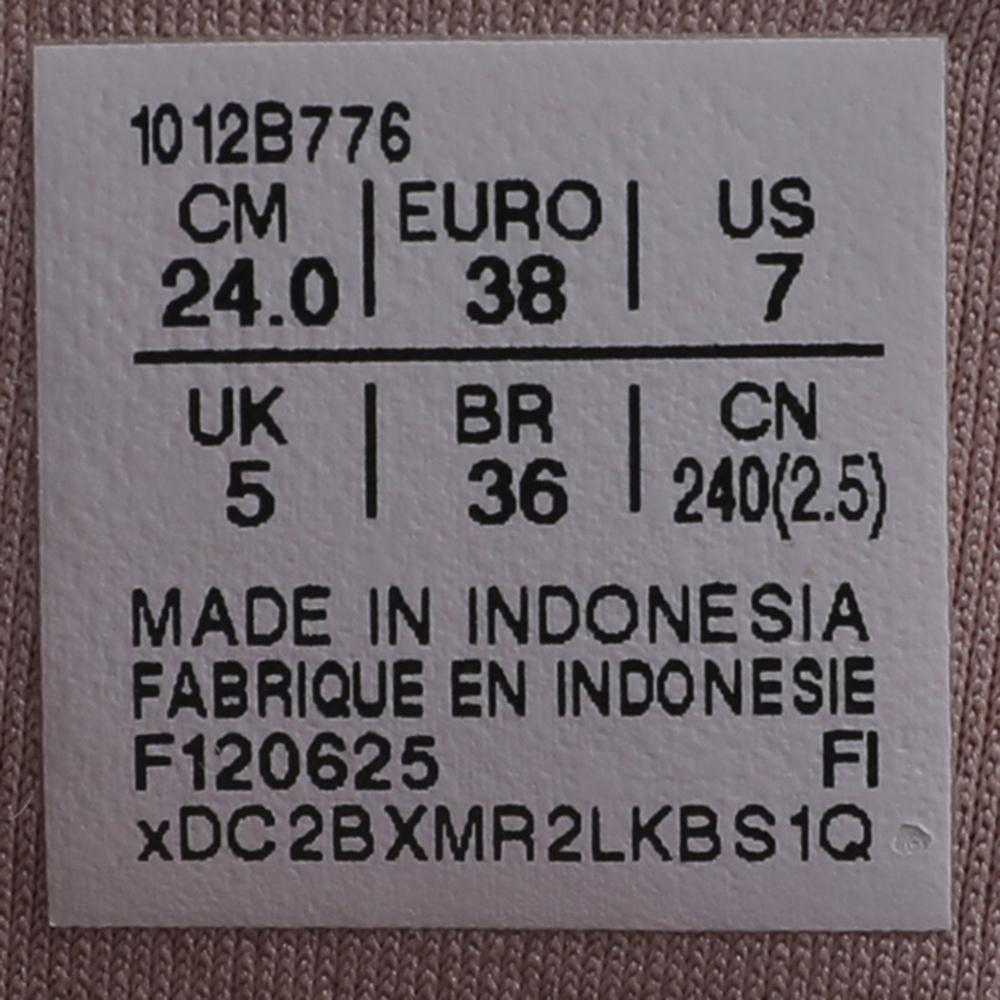 1012B776
CM | EURO | US
24.0 | 38 | 7
UK | BR | CN
5 | 36 | 240(2.5)
MADE IN INDONESIA
FABRIQUE EN INDONESIE
F120625 FI
xDC2BXMR2LKBS1Q